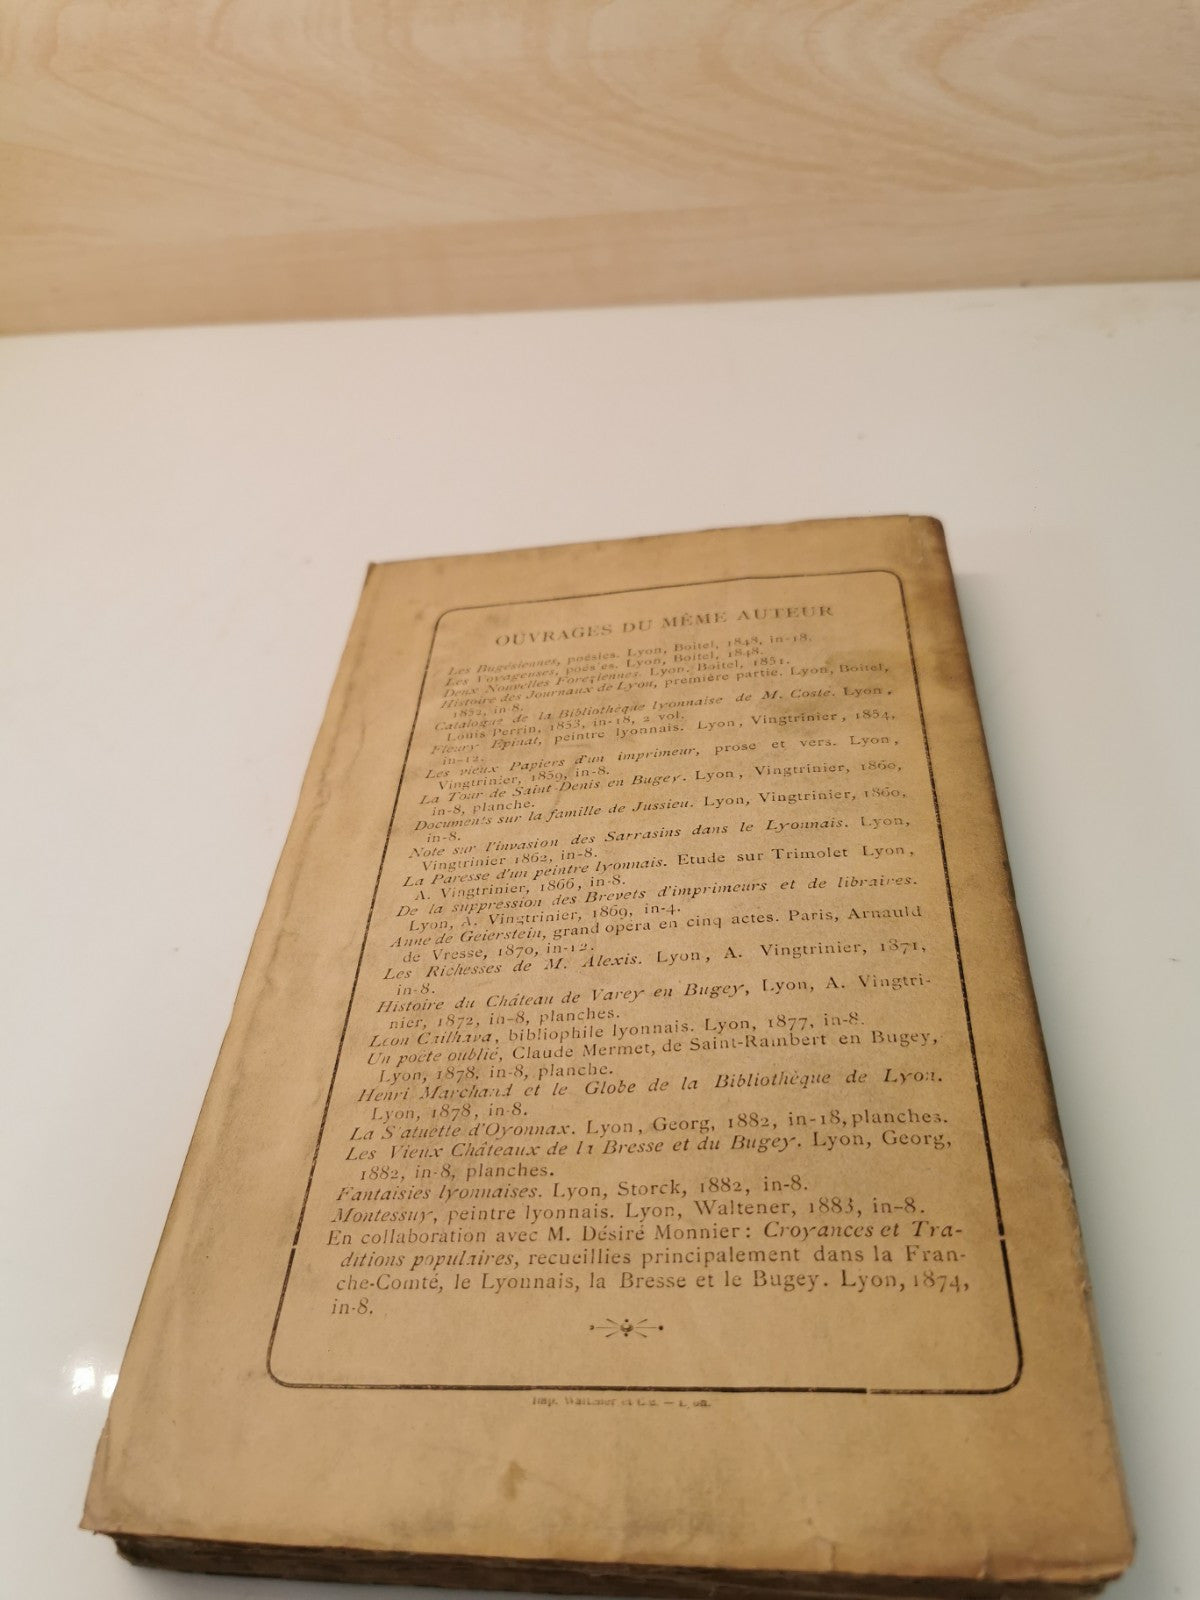 OUVRAGES DU MÊME AUTEUR
Les Bugésiennes, poésies. Lyon, Boitel, 1848, in-18.
Les Voyageuses, poésies. Lyon, Boitel, 1848.
Deux Nouvelles Foreziennes. Lyon, Boitel, 1851.
Histoire des Journaux de Lyon, première partie. Lyon, Boitel,
1852, in-8.
Catalogue de la Bibliothèque lyonnaise de M. Coste. Lyon,
Louis Perrin, 1853, in-18, 2 vol.
Fleury Epinat, peintre lyonnais. Lyon, Vingtrinier, 1854,
in-12.
Les vieux Papiers d'un imprimeur, prose et vers. Lyon,
Vingtrinier, 1859, in-8.
La Tour de Saint-Denis en Bugey. Lyon, Vingtrinier, 1860,
in-8, planche.
Documents sur la famille de Jussieu. Lyon, Vingtrinier, 1860,
in-8.
Note sur l'invasion des Sarrasins dans le Lyonnais. Lyon,
Vingtrinier 1862, in-8.
La Paresse d'un peintre lyonnais. Etude sur Trimolet Lyon,
A. Vingtrinier, 1866, in-8.
De la suppression des Brevets d'imprimeurs et de libraires.
Lyon, A. Vingtrinier, 1869, in-4.
Anne de Geierstein, grand opéra en cinq actes. Paris, Arnauld
de Vresse, 1870, in-12.
Les Richesses de M. Alexis. Lyon, A. Vingtrinier, 1871,
in-8.
Histoire du Château de Varey en Bugey, Lyon, A. Vingtri-
nier, 1872, in-8, planches.
Léon Cailhava, bibliophile lyonnais. Lyon, 1877, in-8.
Un poète oublié, Claude Mermet, de Saint-Rambert en Bugey,
Lyon, 1878, in-8, planche.
Henri Marchand et le Globe de la Bibliothèque de Lyon.
Lyon, 1878, in-8.
La Statuette d'Oyonnax. Lyon, Georg, 1882, in-18, planches.
Les Vieux Châteaux de la Bresse et du Bugey. Lyon, Georg,
1882, in-8, planches.
Fantaisies lyonnaises. Lyon, Storck, 1882, in-8.
Montessuy, peintre lyonnais. Lyon, Waltener, 1883, in-8.
En collaboration avec M. Désiré Monnier : Croyances et Tra-
ditions populaires, recueillies principalement dans la Fran-
che-Comté, le Lyonnais, la Bresse et le Bugey. Lyon, 1874,
in-8.
Imp. Waltener et Cie. — Lyon.